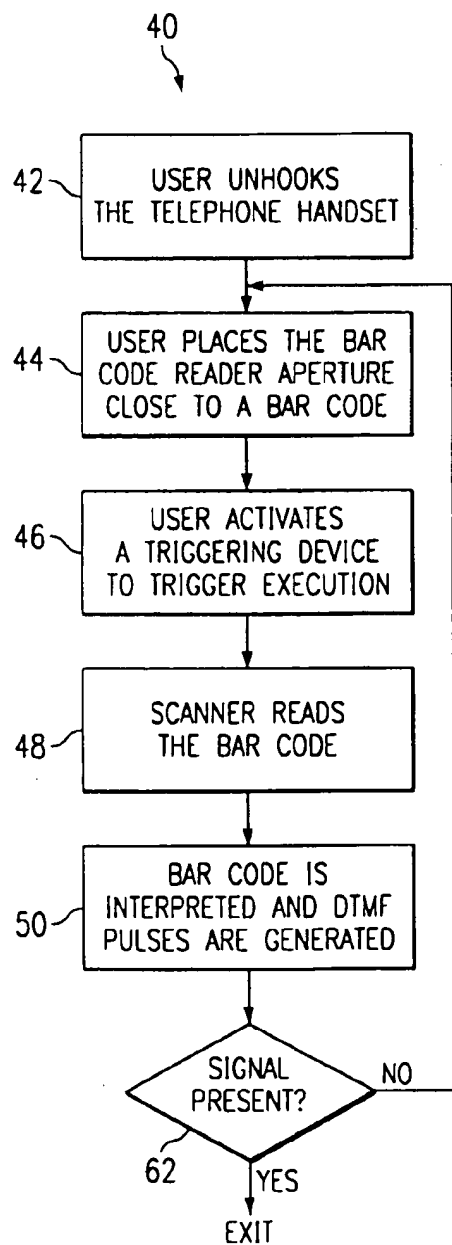 40
42
USER UNHOOKS
THE TELEPHONE HANDSET
44
USER PLACES THE BAR
CODE READER APERTURE
CLOSE TO A BAR CODE
46
USER ACTIVATES
A TRIGGERING DEVICE
TO TRIGGER EXECUTION
48
SCANNER READS
THE BAR CODE
50
BAR CODE IS
INTERPRETED AND DTMF
PULSES ARE GENERATED
SIGNAL
PRESENT?
NO
62
YES
EXIT